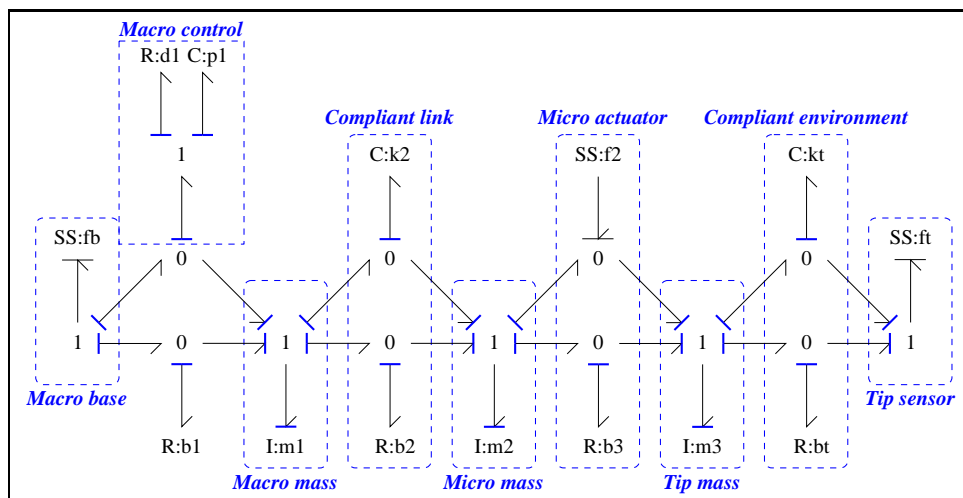 Macro control
R:d1 C:p1
Compliant link
Micro actuator
Compliant environment
1
C:k2
SS:f2
C:kt
SS:fb
SS:ft
0
0
0
0
1
0
1
0
1
0
1
0
1
Macro base
Tip sensor
R:b1
I:m1
R:b2
I:m2
R:b3
I:m3
R:bt
Macro mass
Micro mass
Tip mass